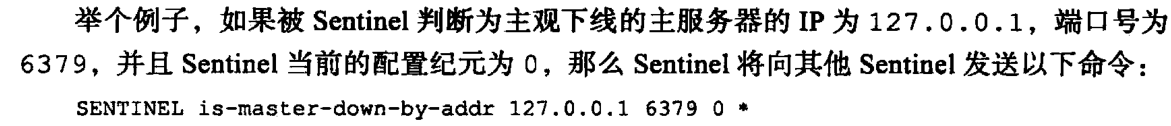 举个例子，如果被 Sentinel 判断为主观下线的主服务器的 IP 为 127.0.0.1，端口号为
6379，并且 Sentinel 当前的配置纪元为 0，那么 Sentinel 将向其他 Sentinel 发送以下命令：
SENTINEL is-master-down-by-addr 127.0.0.1 6379 0 *